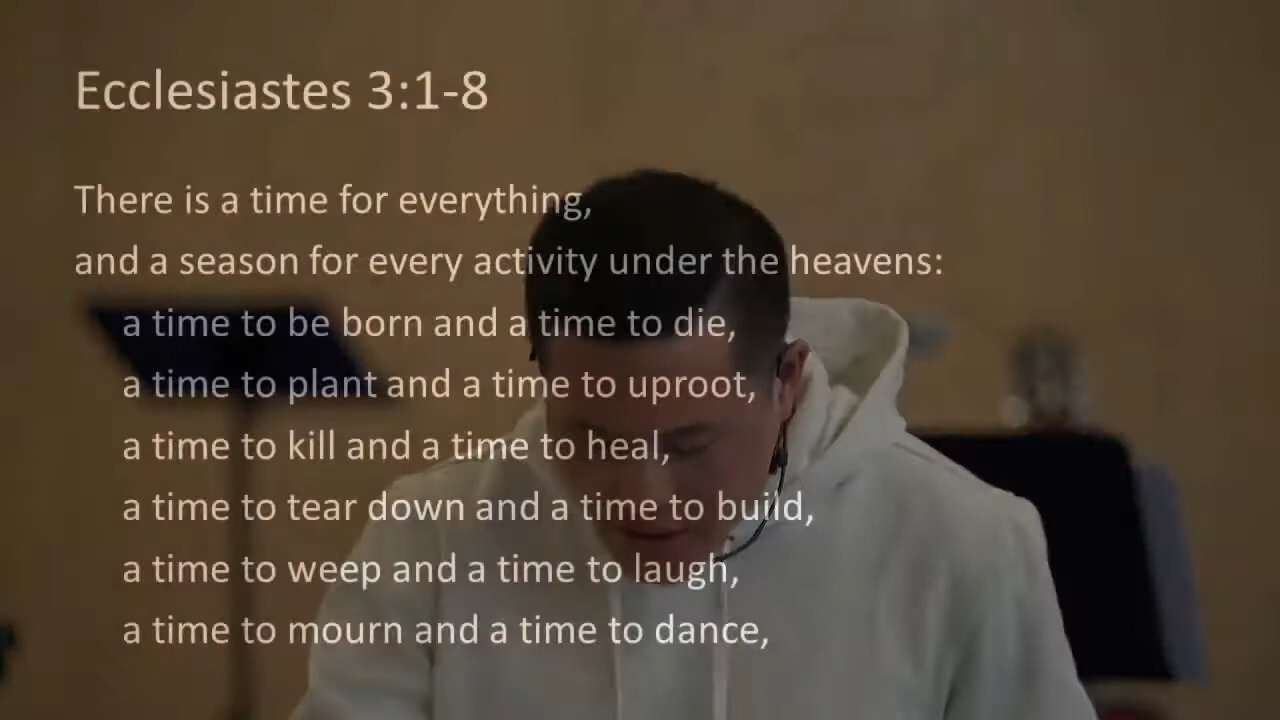 Ecclesiastes 3:1-8
There is a time for everything,
and a season for every activity under the heavens:
a time to be born and a time to die,
a time to plant and a time to uproot,
a time to kill and a time to heal,
a time to tear down and a time to build,
a time to weep and a time to laugh,
a time to mourn and a time to dance,